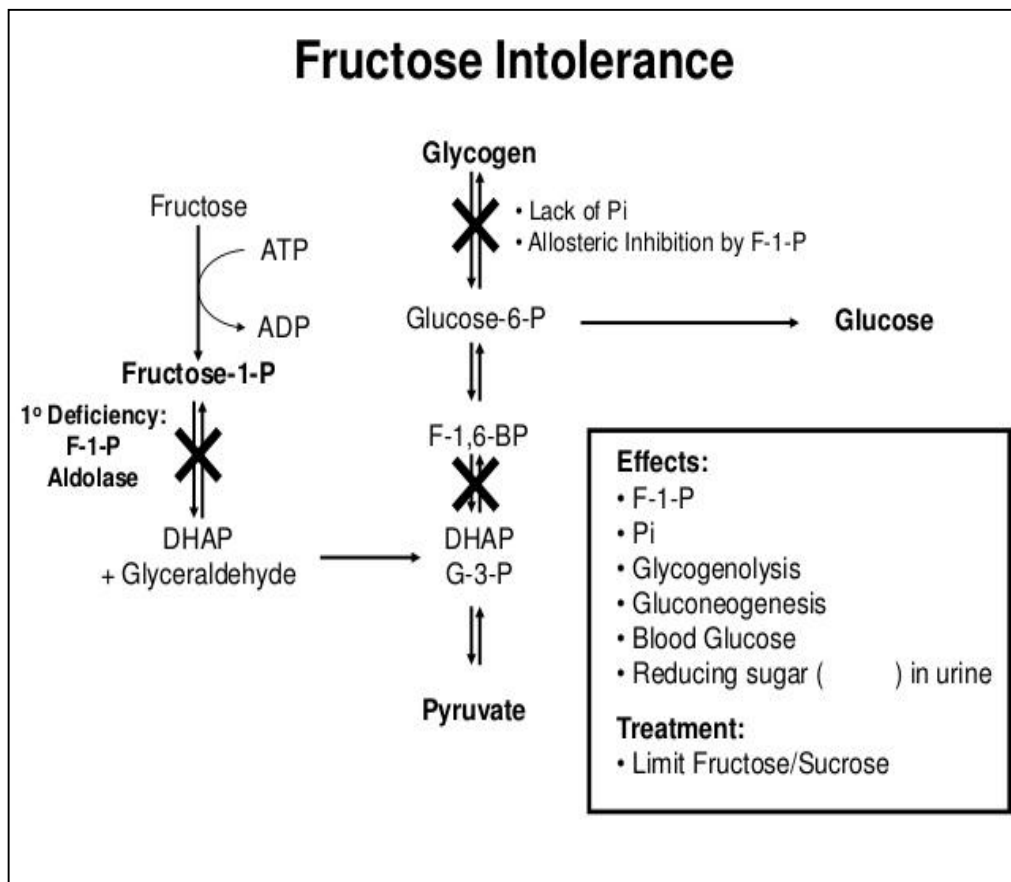 Fructose Intolerance
Glycogen
• Lack of Pi
• Allosteric Inhibition by F-1-P
Fructose
ATP
ADP
Glucose-6-P
Glucose
Fructose-1-P
1º Deficiency:
F-1-P
Aldolase
F-1,6-BP
DHAP
+ Glyceraldehyde
DHAP
G-3-P
Pyruvate
Effects:
• F-1-P
• Pi
• Glycogenolysis
• Gluconeogenesis
• Blood Glucose
• Reducing sugar ( ) in urine
Treatment:
• Limit Fructose/Sucrose